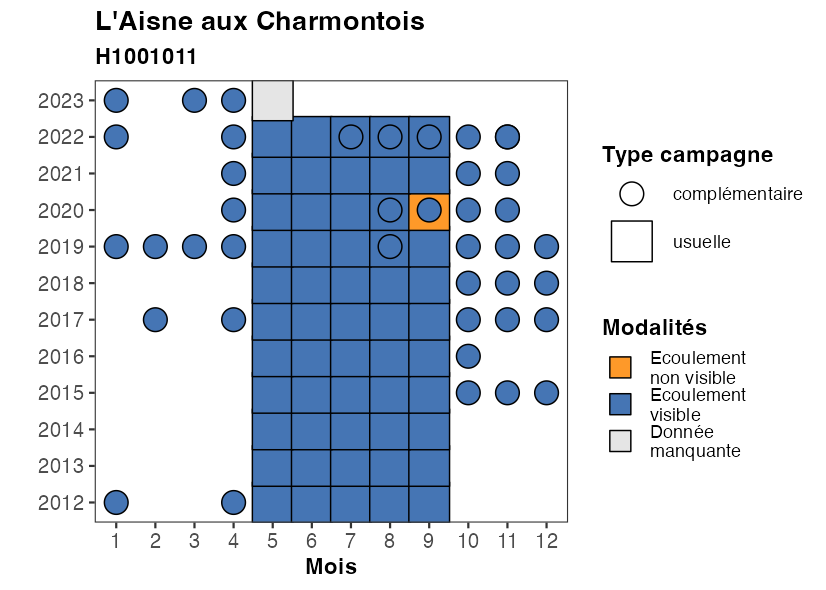 L'Aisne aux Charmontois
H1001011
2023
2022
2021
2020
2019
2018
2017
2016
2015
2014
2013
2012
1 2 3 4 5 6 7 8 9 10 11 12
Mois
Type campagne
complémentaire
usuelle
Modalités
Ecoulement
non visible
Ecoulement
visible
Donnée
manquante